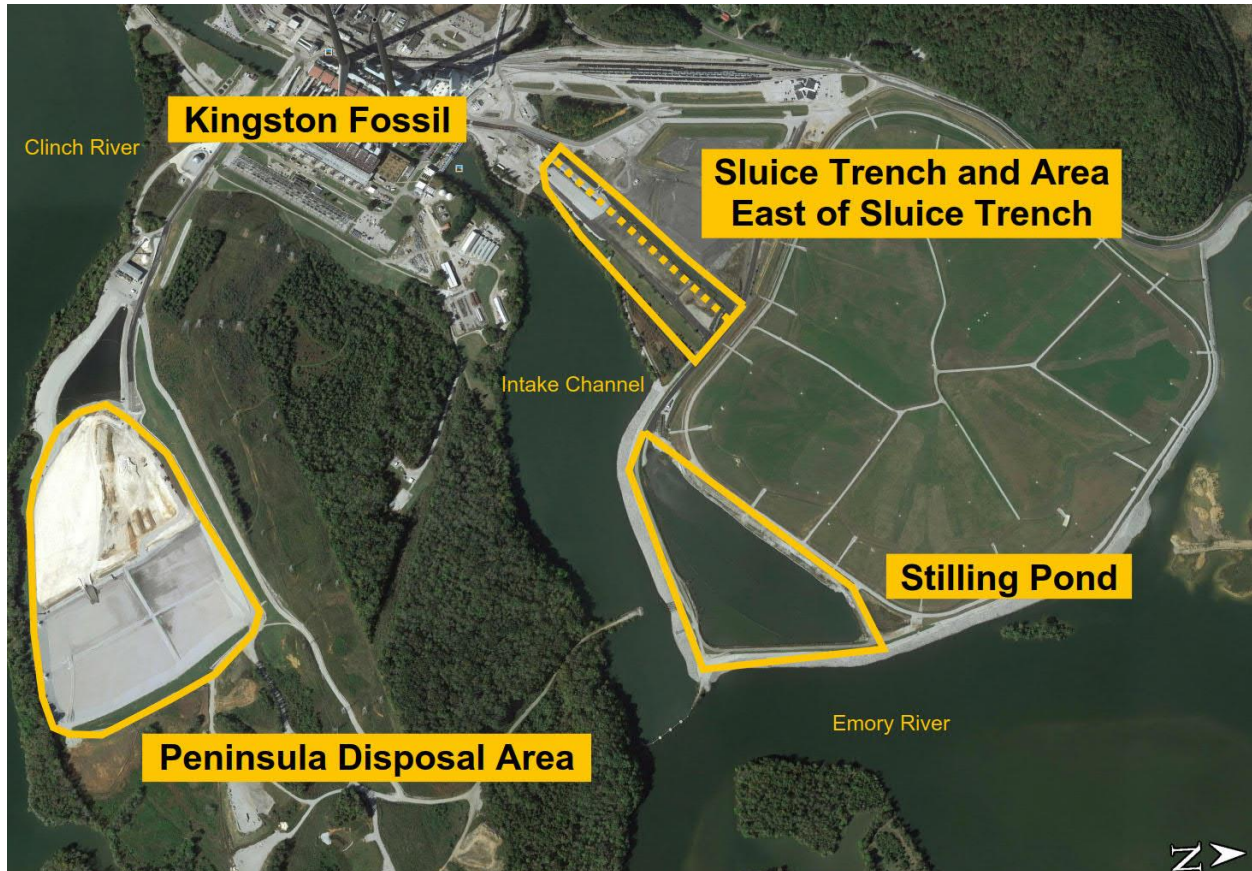 Kingston Fossil
Clinch River
Sluice Trench and Area
East of Sluice Trench
Intake Channel
Stilling Pond
Emory River
Peninsula Disposal Area
N